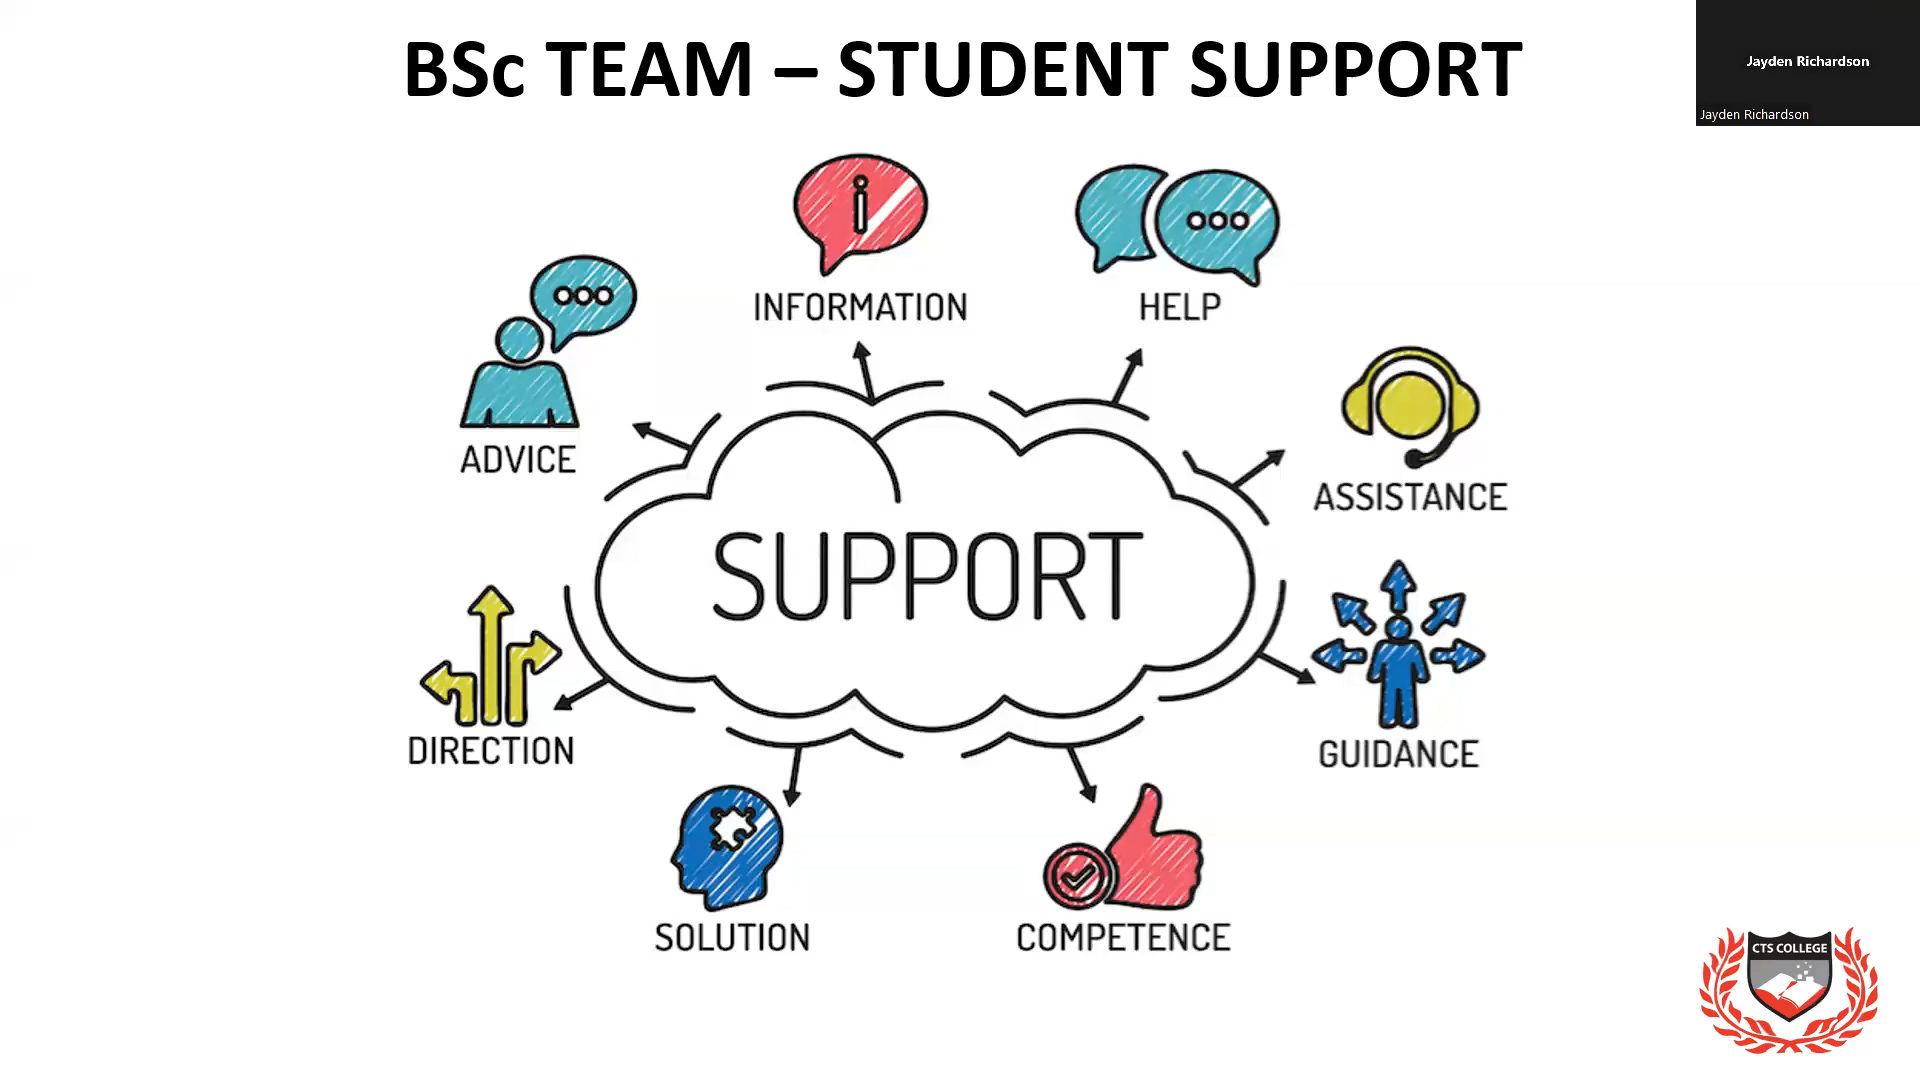 BSc TEAM – STUDENT SUPPORT
Jayden Richardson
Jayden Richardson
INFORMATION
HELP
ADVICE
ASSISTANCE
SUPPORT
DIRECTION
GUIDANCE
SOLUTION
COMPETENCE
CTS COLLEGE